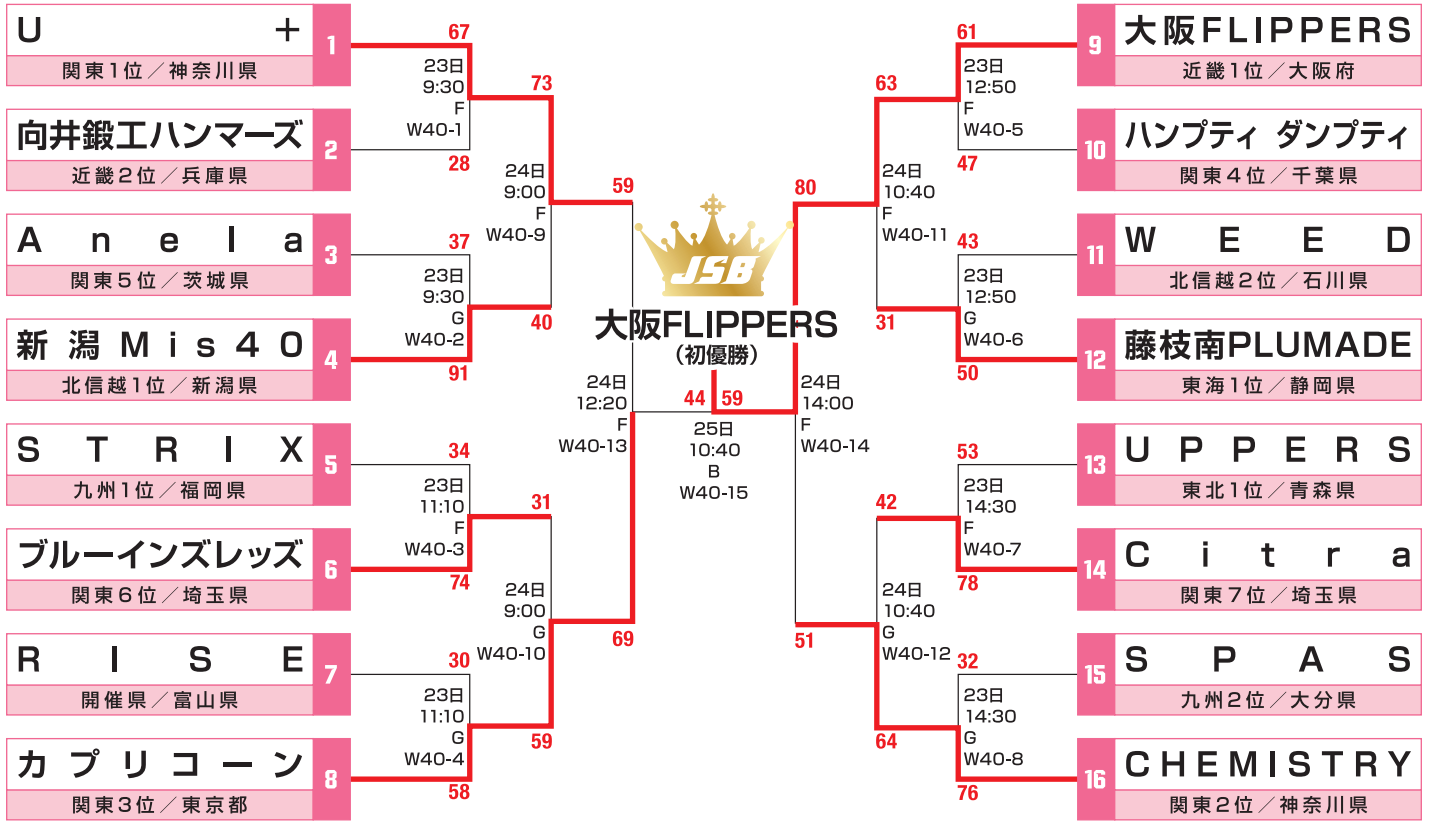 U +
1
関東1位／神奈川県
向井鍛工ハンマーズ
2
近畿2位／兵庫県
Anela
3
関東5位／茨城県
新潟Mis40
4
北信越1位／新潟県
STRIX
5
九州1位／福岡県
ブルーインズレッズ
6
関東6位／埼玉県
RISE
7
開催県／富山県
カプリコーン
8
関東3位／東京都
67
23日
9:30
F
W40-1
28
37
23日
9:30
G
W40-2
91
34
23日
11:10
F
W40-3
74
30
23日
11:10
G
W40-4
58
73
24日
9:00
F
W40-9
40
31
24日
9:00
G
W40-10
59
59
24日
12:20
F
W40-13
69
JSB
大阪FLIPPERS
(初優勝)
44 59
25日
10:40
B
W40-15
80
24日
14:00
F
W40-14
51
63
24日
10:40
F
W40-11
31
42
24日
10:40
G
W40-12
64
61
23日
12:50
F
W40-5
47
43
23日
12:50
G
W40-6
50
53
23日
14:30
F
W40-7
78
32
23日
14:30
G
W40-8
76
9
大阪FLIPPERS
近畿1位／大阪府
10
ハンプティ ダンプティ
関東4位／千葉県
11
WEED
北信越2位／石川県
12
藤枝南PLUMADE
東海1位／静岡県
13
UPPERS
東北1位／青森県
14
Citra
関東7位／埼玉県
15
SPAS
九州2位／大分県
16
CHEMISTRY
関東2位／神奈川県